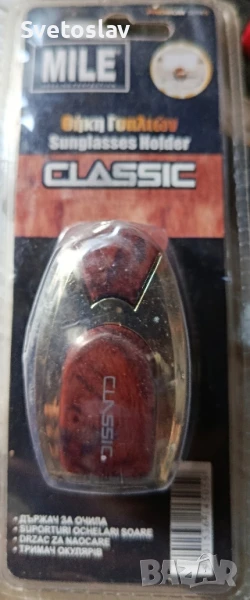 Svetoslav
MILE
Θήκη Γυαλιών
Sunglasses Holder
CLASSIC
CLASSIC
• ДЪРЖАЧ ЗА ОЧИЛА
• SUPORTURI OCHELARI SOARE
• DRZAC ZA NAOCARE
• ТРИМАЧ ОКУЛЯРІВ
BAZAR